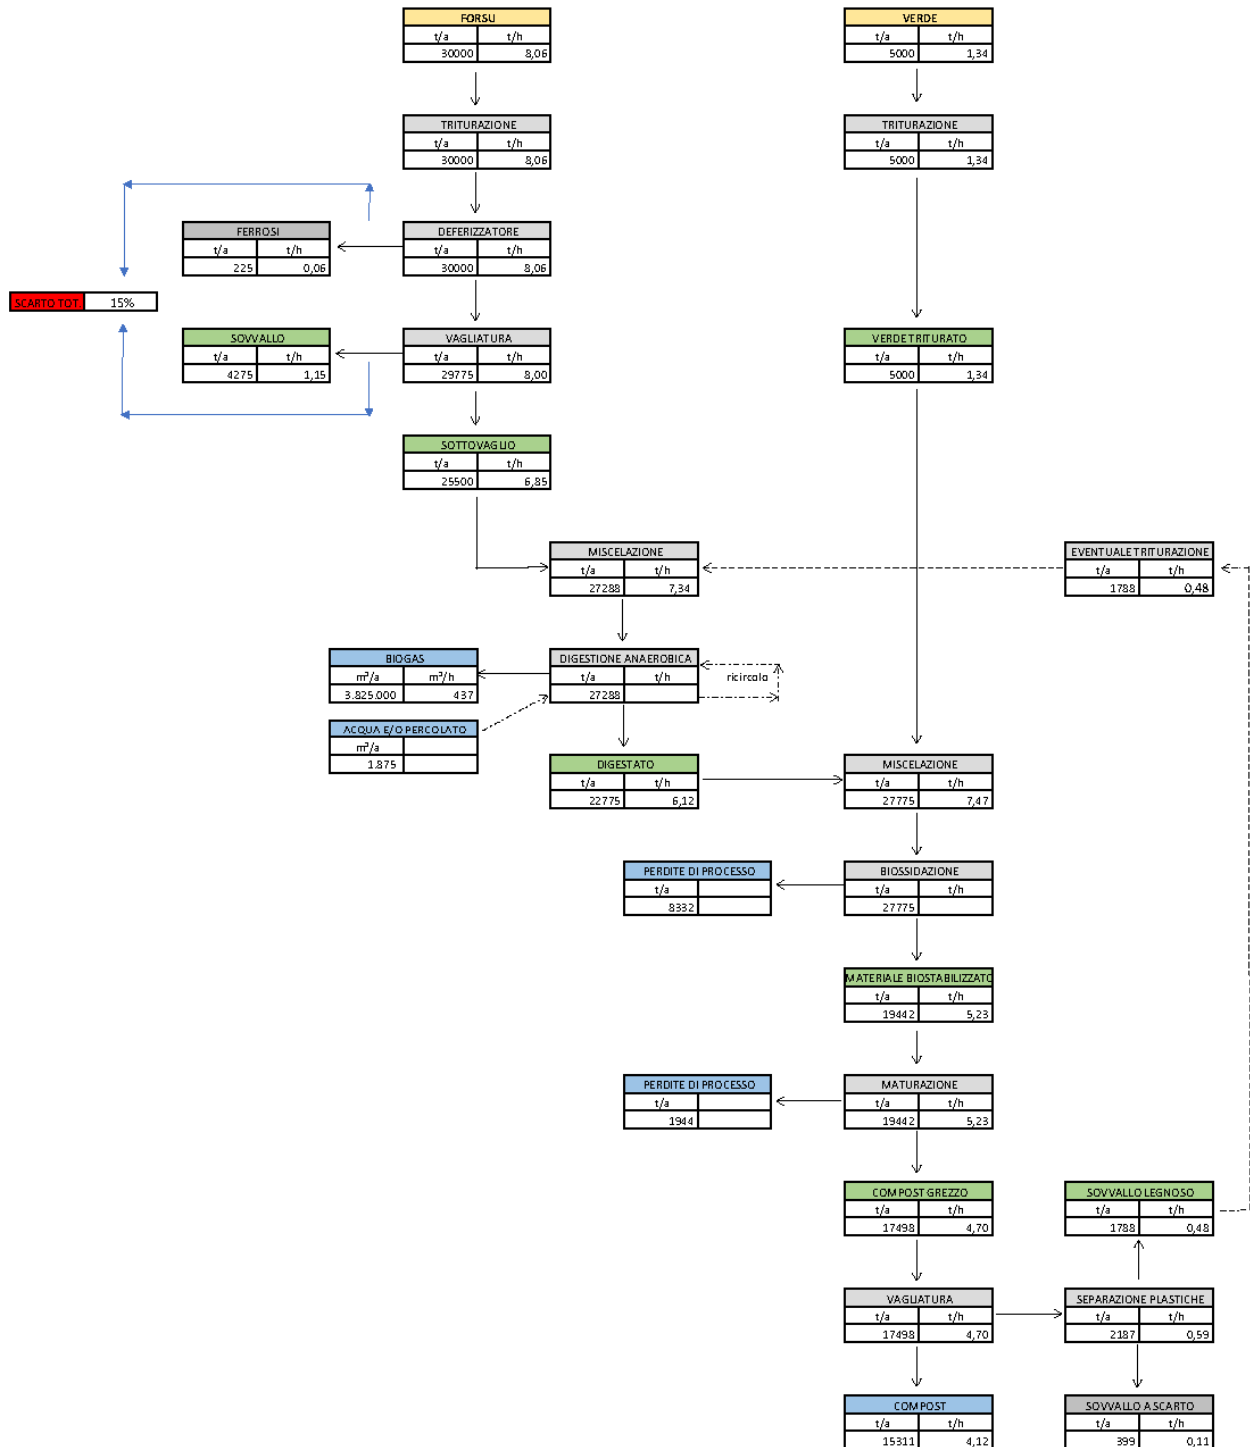 FORSU
t/a t/h
30000 8,06
VERDE
t/a t/h
5000 1,34
TRITURAZIONE
t/a t/h
30000 8,06
TRITURAZIONE
t/a t/h
5000 1,34
FERROSI
t/a t/h
225 0,06
DEFERIZZATORE
t/a t/h
30000 8,06
SCARTO TOT. 15%
SOVVALLO
t/a t/h
4275 1,15
VAGLIATURA
t/a t/h
29775 8,00
VERDE TRITURATO
t/a t/h
5000 1,34
SOTTOVAGLIO
t/a t/h
25500 6,85
MISCELAZIONE
t/a t/h
27288 7,34
EVENTUALE TRITURAZIONE
t/a t/h
1788 0,48
BIOGAS
m³/a m³/h
3.825.000 437
DIGESTIONE ANAEROBICA
t/a t/h
27288
ricircolo
ACQUA E/O PERCOLATO
m³/a
1.875
DIGESTATO
t/a t/h
22775 6,12
MISCELAZIONE
t/a t/h
27775 7,47
PERDITE DI PROCESSO
t/a
8332
BIOSSIDAZIONE
t/a t/h
27775
MATERIALE BIOSTABILIZZATO
t/a t/h
19442 5,23
PERDITE DI PROCESSO
t/a
1944
MATURAZIONE
t/a t/h
19442 5,23
COMPOST GREZZO
t/a t/h
17498 4,70
SOVVALLO LEGNOSO
t/a t/h
1788 0,48
VAGLIATURA
t/a t/h
17498 4,70
SEPARAZIONE PLASTICHE
t/a t/h
2187 0,59
COMPOST
t/a t/h
15311 4,12
SOVVALLO A SCARTO
t/a t/h
399 0,11